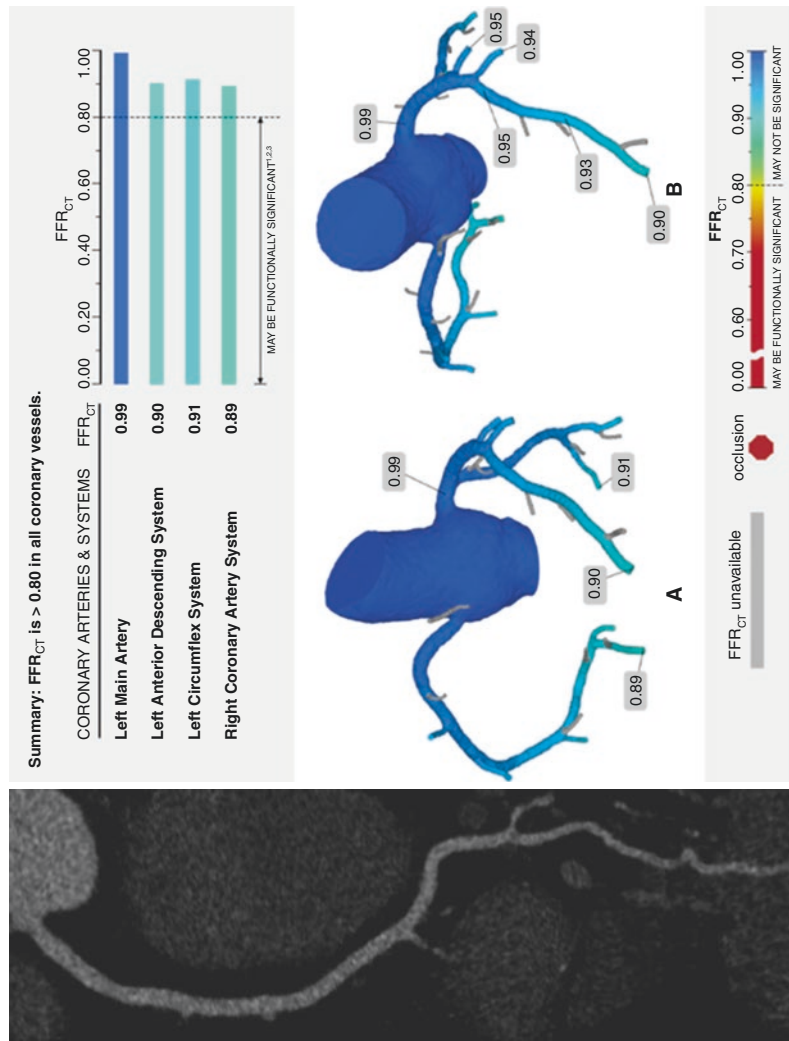 Summary: FFRCT is > 0.80 in all coronary vessels.
CORONARY ARTERIES & SYSTEMS FFRCT
FFRCT
0.00 0.20 0.40 0.60 0.80 1.00
Left Main Artery 0.99
Left Anterior Descending System 0.90
Left Circumflex System 0.91
Right Coronary Artery System 0.89
MAY BE FUNCTIONALLY SIGNIFICANT1,2,3
0.99
0.91
0.90
0.89
A
0.99
0.95
0.94
0.95
0.93
0.90
B
FFRCT unavailable
occlusion
FFRCT
0.00 0.60 0.70 0.80 0.90 1.00
MAY BE FUNCTIONALLY SIGNIFICANT MAY NOT BE SIGNIFICANT